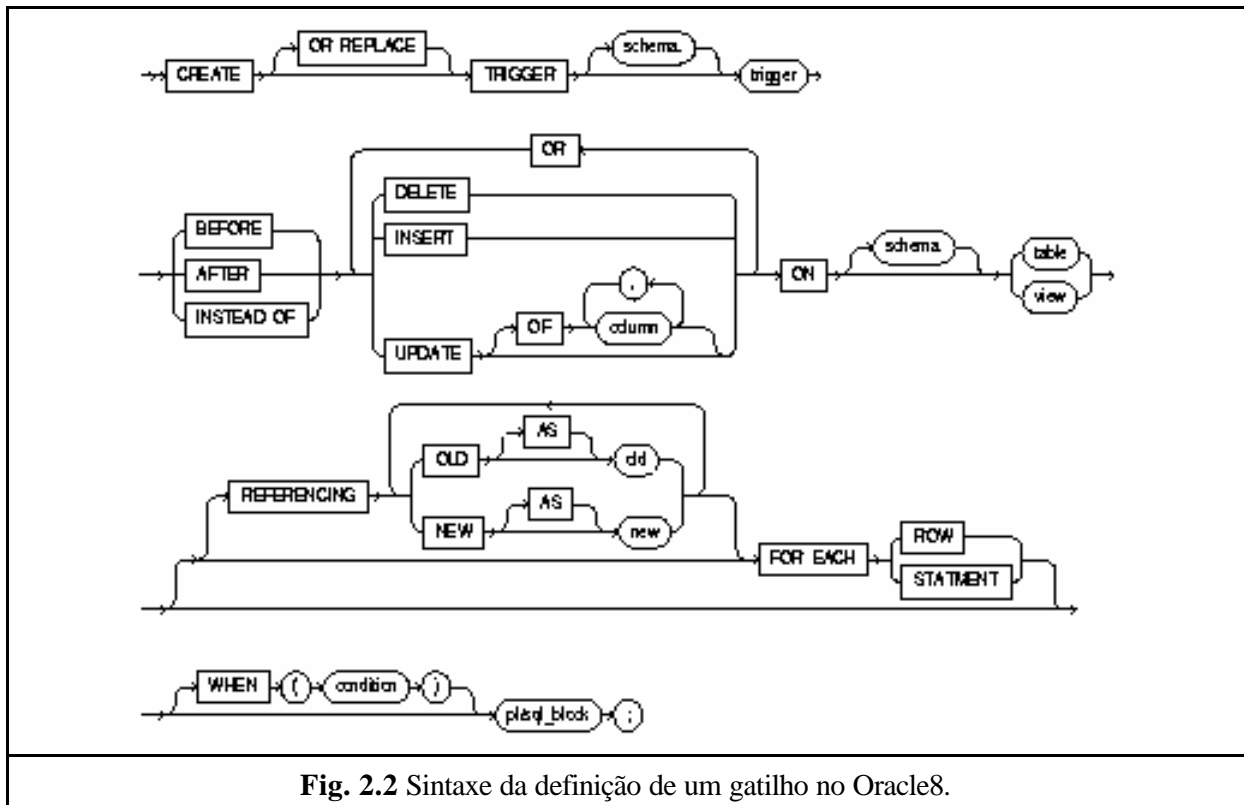 OR REPLACE schema.
CREATE TRIGGER trigger
OR
DELETE
BEFORE INSERT schema. table
AFTER , ON
INSTEAD OF OF column view
UPDATE
AS
OLD old
REFERENCING AS
NEW new ROW
FOR EACH
STATMENT
WHEN ( condition )
pl/sql_block ;
Fig. 2.2 Sintaxe da definição de um gatilho no Oracle8.